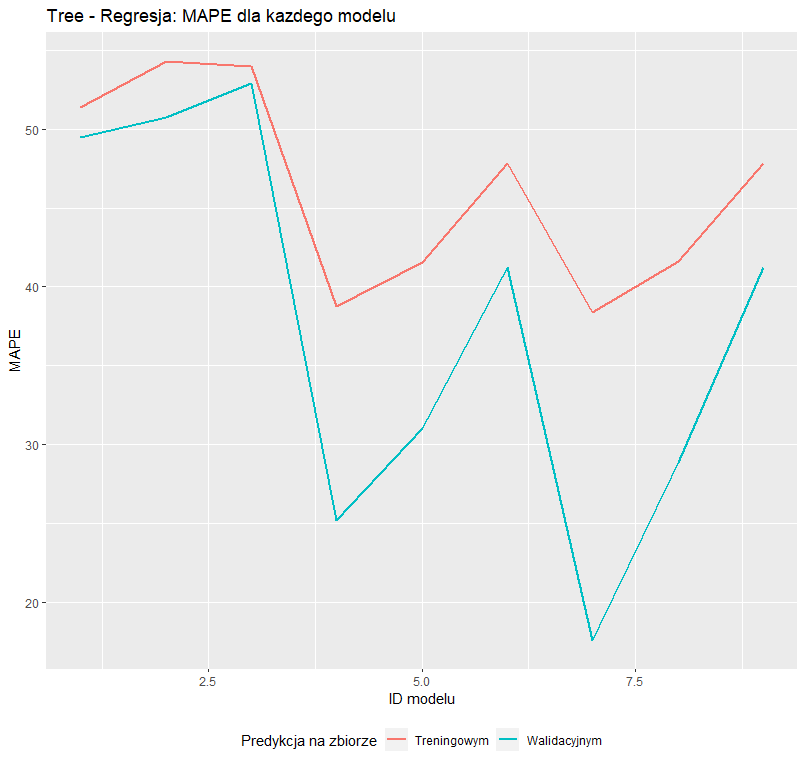 Tree - Regresja: MAPE dla kazdego modelu
MAPE
50
40
30
20
2.5 5.0 7.5
ID modelu
Predykcja na zbiorze Treningowym Walidacyjnym